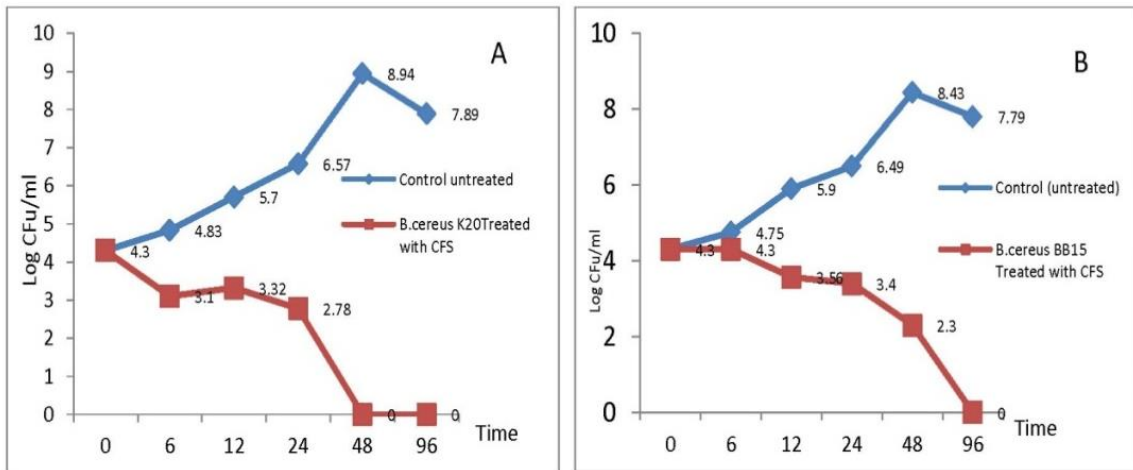 A
10
9
8
7
6
5
4
3
2
1
0
Log CFu/ml
4.3
4.83
5.7
6.57
8.94
7.89
3.1
3.32
2.78
0
0
Control untreated
B.cereus K20Treated
with CFS
0 6 12 24 48 96
Time
B
10
8
6
4
2
0
Log CFu/ml
4.3
4.75
5.9
6.49
8.43
7.79
4.3
3.56
3.4
2.3
0
Control (untreated)
B.cereus BB15
Treated with CFS
0 6 12 24 48 96
Time